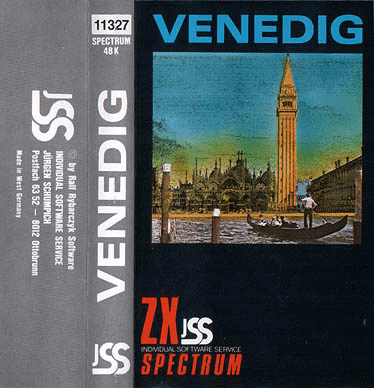 11327
SPECTRUM
48 K
VENEDIG
JSS
JSS
© by Ralf Rybarczyk Software
INDIVIDUAL SOFTWARE SERVICE
JÜRGEN SCHUMPICH
Postfach 63 52 — 8012 Ottobrunn
Made in West Germany
VENEDIG
ZX JSS
INDIVIDUAL SOFTWARE SERVICE
SPECTRUM